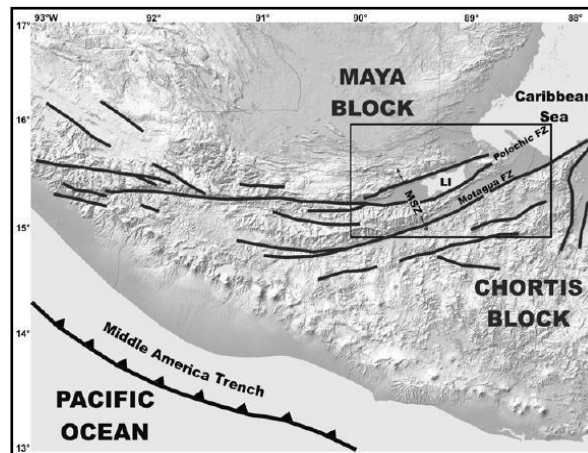 93°W 92° 91° 90° 89° 88°
17°
MAYA
BLOCK
Caribbean
Sea
16°
Polochic FZ
LI
Motagua FZ
MSZ
15°
CHORTIS
BLOCK
14°
Middle America Trench
PACIFIC
OCEAN
13°